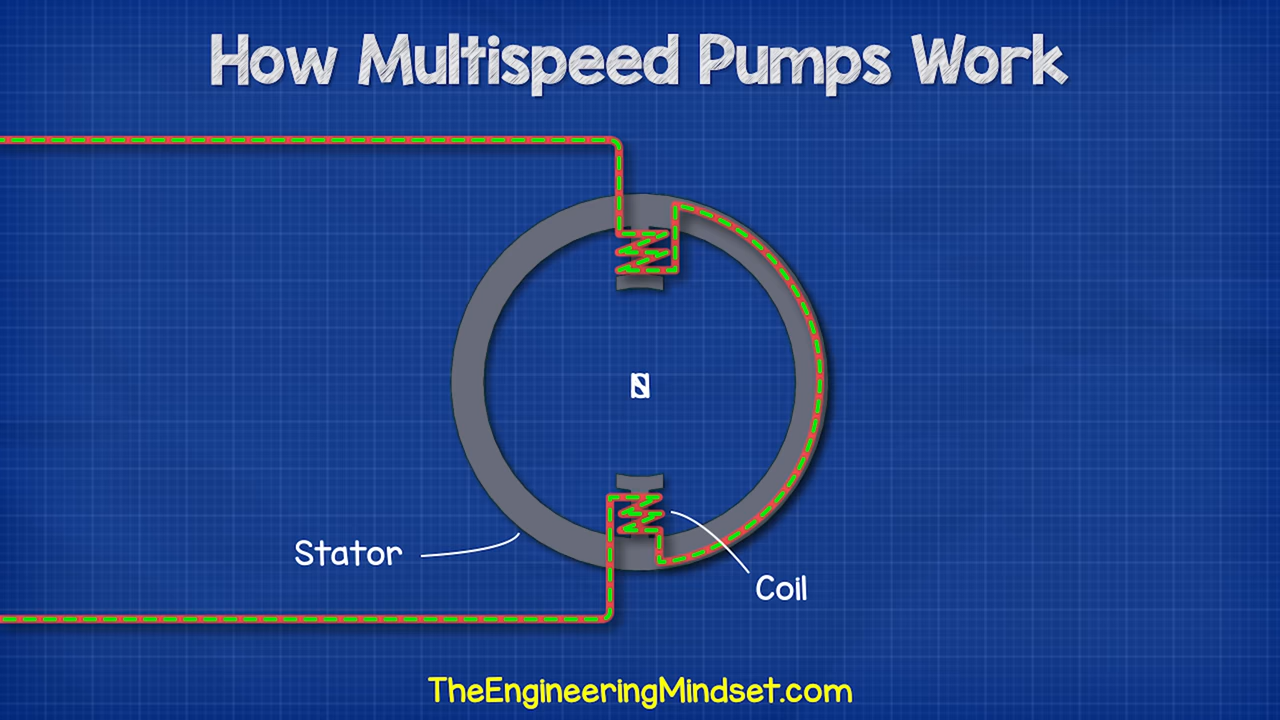 How Multispeed Pumps Work
Stator
Coil
TheEngineeringMindset.com